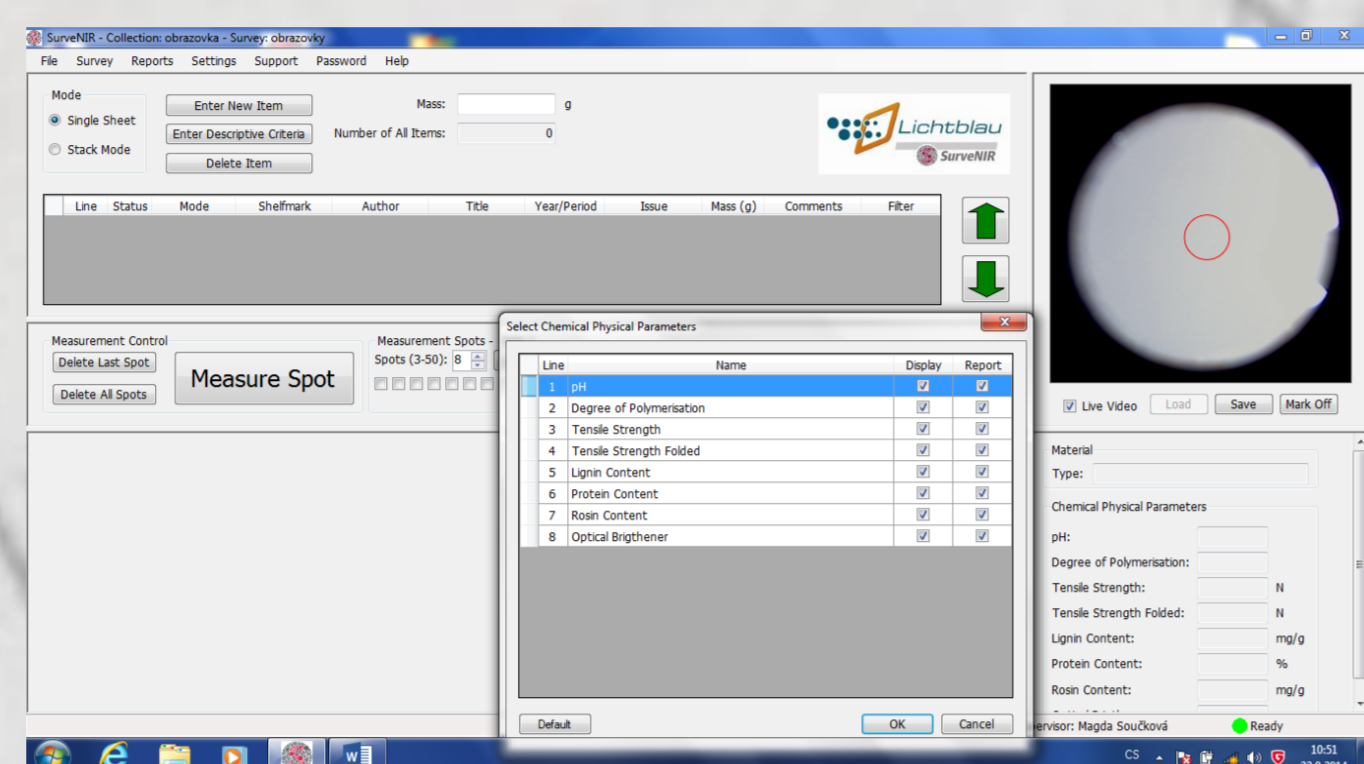 SurveNIR - Collection: obrazovka - Survey: obrazovky
File Survey Reports Settings Support Password Help
Mode
Single Sheet
Stack Mode
Enter New Item
Enter Descriptive Criteria
Delete Item
Mass: g
Number of All Items: 0
Lichtblau
SurveNIR
Line Status Mode Shelfmark Author Title Year/Period Issue Mass (g) Comments Filter
Measurement Control
Delete Last Spot
Delete All Spots
Measure Spot
Measurement Spots -
Spots (3-50): 8
Select Chemical Physical Parameters
Line Name Display Report
1 pH
2 Degree of Polymerisation
3 Tensile Strength
4 Tensile Strength Folded
5 Lignin Content
6 Protein Content
7 Rosin Content
8 Optical Brigthener
Default OK Cancel
Live Video Load Save Mark Off
Material
Type:
Chemical Physical Parameters
pH:
Degree of Polymerisation:
Tensile Strength: N
Tensile Strength Folded: N
Lignin Content: mg/g
Protein Content: %
Rosin Content: mg/g
ervisor: Magda Součková Ready
CS 10:51